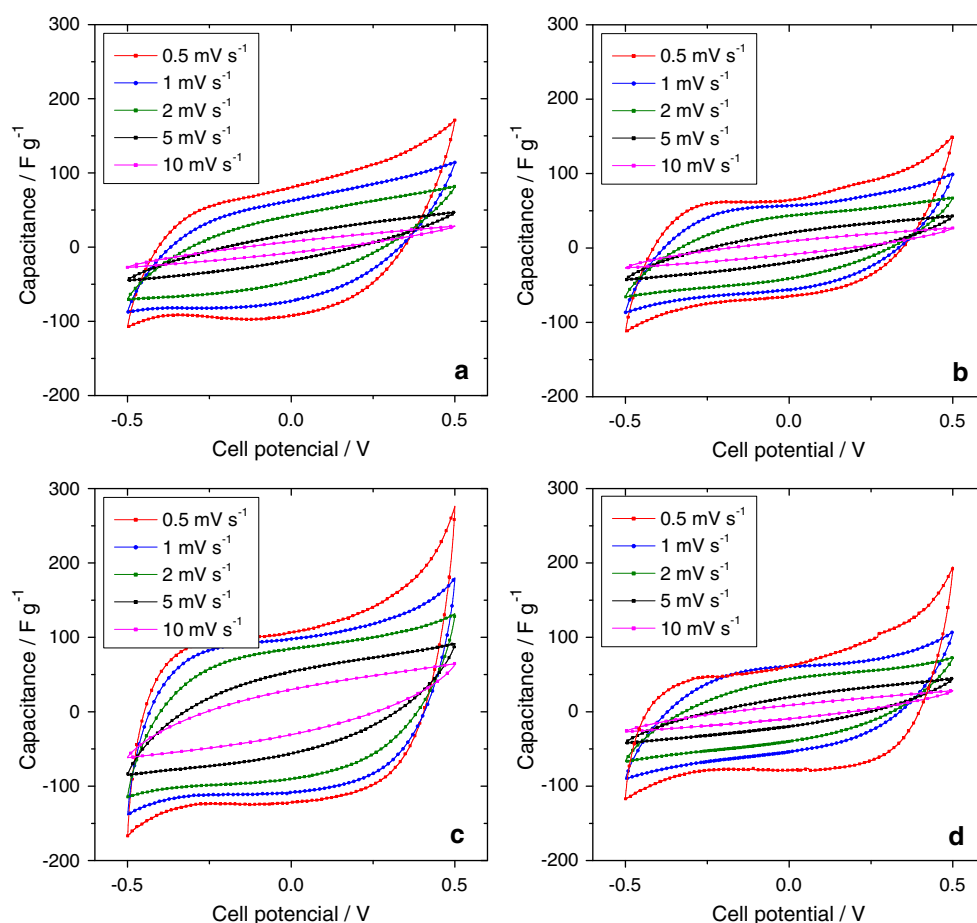 300
200
100
0
-100
-200
Capacitance / F g⁻¹
0.5 mV s⁻¹
1 mV s⁻¹
2 mV s⁻¹
5 mV s⁻¹
10 mV s⁻¹
a
-0.5
0.0
0.5
Cell potencial / V
300
200
100
0
-100
-200
Capacitance / F g⁻¹
0.5 mV s⁻¹
1 mV s⁻¹
2 mV s⁻¹
5 mV s⁻¹
10 mV s⁻¹
b
-0.5
0.0
0.5
Cell potential / V
300
200
100
0
-100
-200
Capacitance / F g⁻¹
0.5 mV s⁻¹
1 mV s⁻¹
2 mV s⁻¹
5 mV s⁻¹
10 mV s⁻¹
c
-0.5
0.0
0.5
Cell potencial / V
300
200
100
0
-100
-200
Capacitance / F g⁻¹
0.5 mV s⁻¹
1 mV s⁻¹
2 mV s⁻¹
5 mV s⁻¹
10 mV s⁻¹
d
-0.5
0.0
0.5
Cell potencial / V